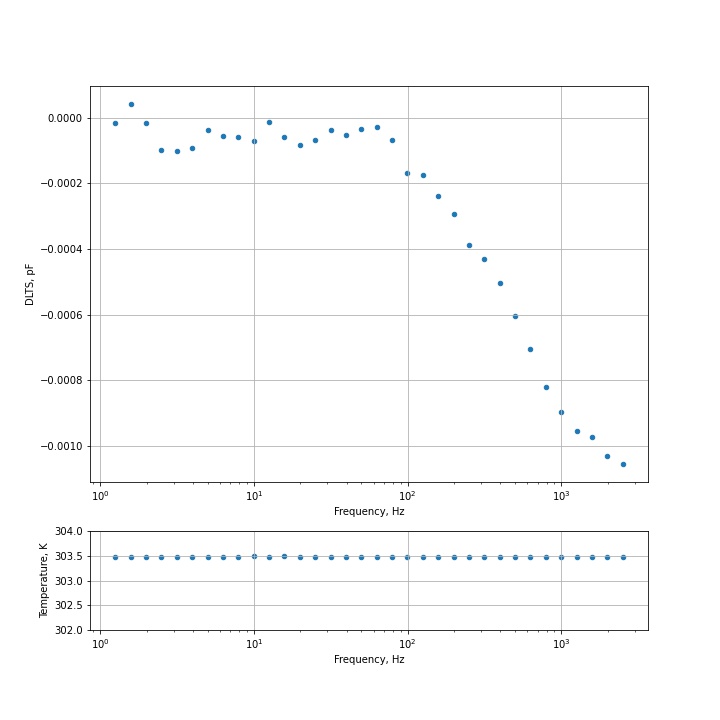 0.0000
−0.0002
−0.0004
−0.0006
−0.0008
−0.0010
DLTS, pF
10⁰ 10¹ 10² 10³
Frequency, Hz
304.0
303.5
303.0
302.5
302.0
Temperature, K
10⁰ 10¹ 10² 10³
Frequency, Hz